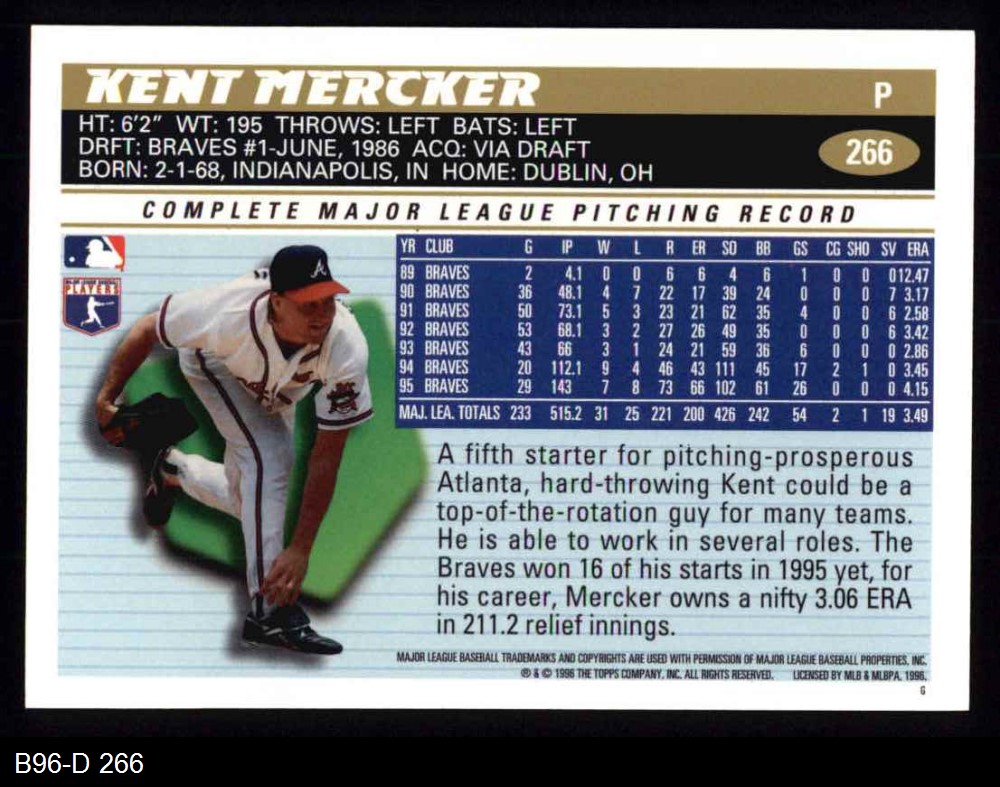 KENT MERCKER P
HT: 6'2" WT: 195 THROWS: LEFT BATS: LEFT
DRFT: BRAVES #1-JUNE, 1986 ACQ: VIA DRAFT
BORN: 2-1-68, INDIANAPOLIS, IN HOME: DUBLIN, OH
266
COMPLETE MAJOR LEAGUE PITCHING RECORD
YR CLUB G IP W L R ER SO BB GS CG SHO SV ERA
89 BRAVES 2 4.1 0 0 6 6 4 6 1 0 0 0 12.47
90 BRAVES 36 48.1 4 7 22 17 39 24 0 0 0 7 3.17
91 BRAVES 50 73.1 5 3 23 21 62 35 4 0 0 6 2.58
92 BRAVES 53 68.1 3 2 27 26 49 35 0 0 0 6 3.42
93 BRAVES 43 66 3 1 24 21 59 36 6 0 0 0 2.86
94 BRAVES 20 112.1 9 4 46 43 111 45 17 2 1 0 3.45
95 BRAVES 29 143 7 8 73 66 102 61 26 0 0 0 4.15
MAJ. LEA. TOTALS 233 515.2 31 25 221 200 426 242 54 2 1 19 3.49
PLAYERS
A
A fifth starter for pitching-prosperous
Atlanta, hard-throwing Kent could be a
top-of-the-rotation guy for many teams.
He is able to work in several roles. The
Braves won 16 of his starts in 1995 yet, for
his career, Mercker owns a nifty 3.06 ERA
in 211.2 relief innings.
MAJOR LEAGUE BASEBALL TRADEMARKS AND COPYRIGHTS ARE USED WITH PERMISSION OF MAJOR LEAGUE BASEBALL PROPERTIES, INC.
® & © 1996 THE TOPPS COMPANY, INC. ALL RIGHTS RESERVED. LICENSED BY MLB & MLBPA, 1996.
G
B96-D 266